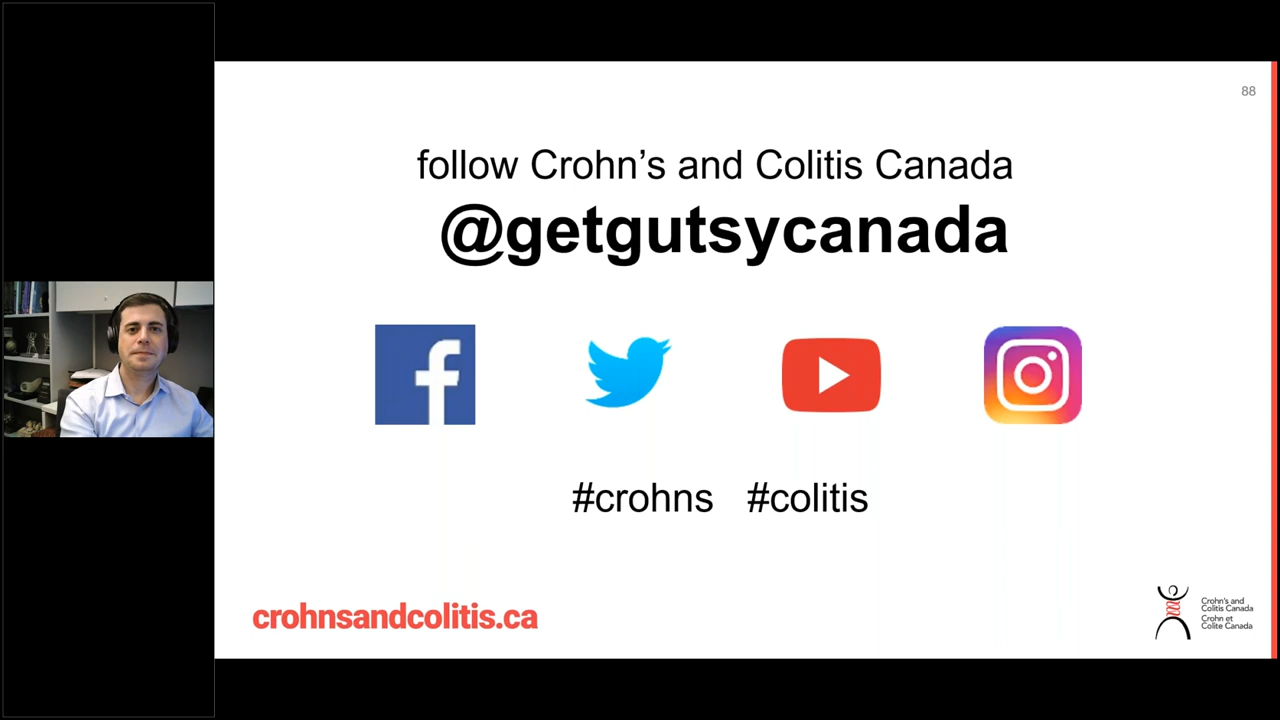 88
follow Crohn’s and Colitis Canada
@getgutsycanada
#crohns #colitis
crohnsandcolitis.ca
Crohn's and
Colitis Canada
Crohn et
Colite Canada